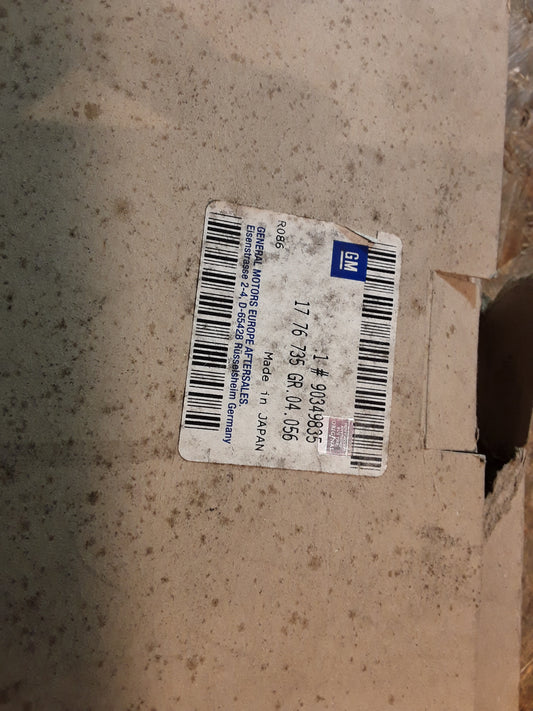 GM
1 # 90349835
17 76 735 GR.04.056
R086
Made in JAPAN
GENERAL MOTORS EUROPE AFTERSALES.
Eisenstrasse 2-4, D-65428 Rüsselsheim Germany